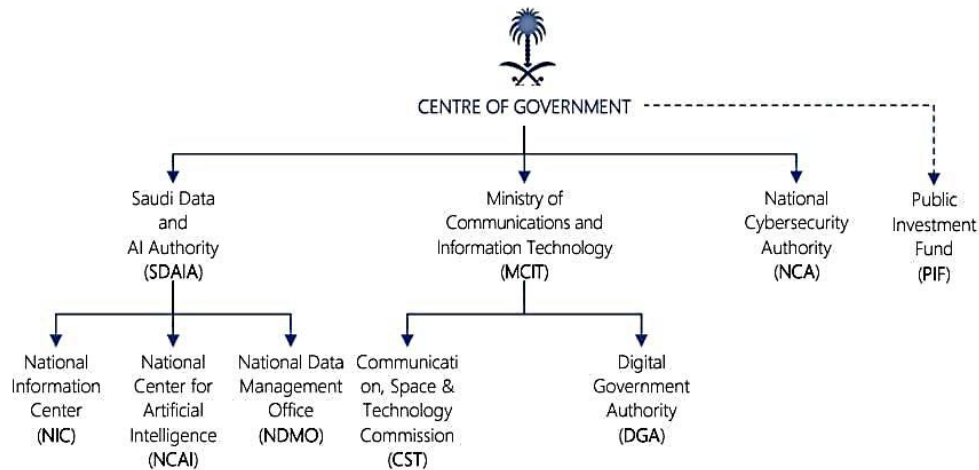 CENTRE OF GOVERNMENT
Saudi Data
and
AI Authority
(SDAIA)
Ministry of
Communications and
Information Technology
(MCIT)
National
Cybersecurity
Authority
(NCA)
Public
Investment
Fund
(PIF)
National
Information
Center
(NIC)
National
Center for
Artificial
Intelligence
(NCAI)
National Data
Management
Office
(NDMO)
Communicati
on, Space &
Technology
Commission
(CST)
Digital
Government
Authority
(DGA)